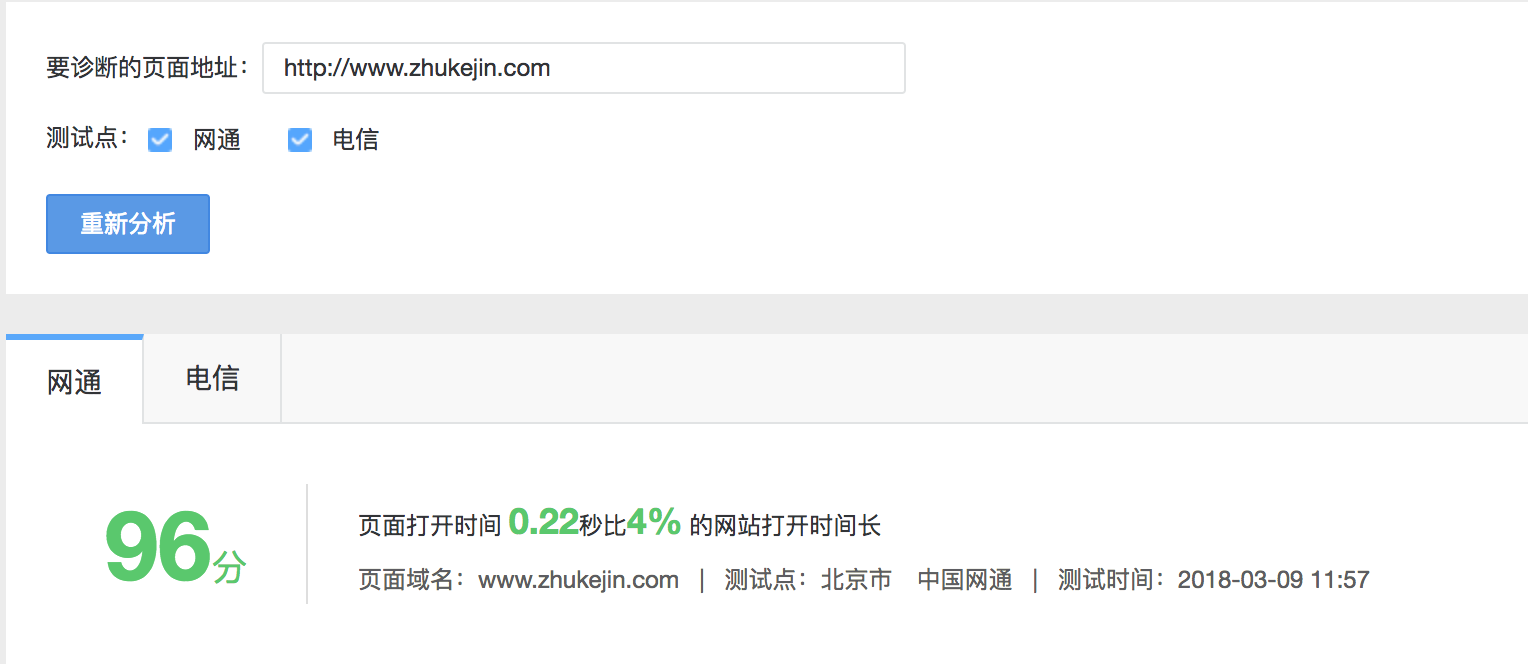 要诊断的页面地址： http://www.zhukejin.com
测试点： 网通 电信
重新分析
网通 电信
96分
页面打开时间 0.22秒比4% 的网站打开时间长
页面域名：www.zhukejin.com | 测试点：北京市 中国网通 | 测试时间：2018-03-09 11:57